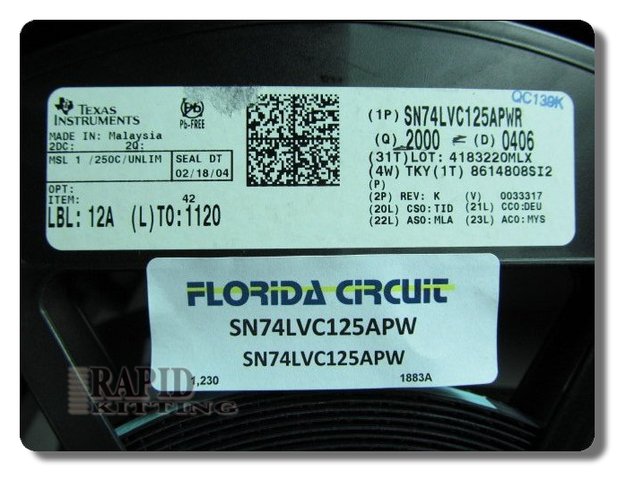 QC139K
TEXAS INSTRUMENTS
Pb
Pb-FREE
MADE IN: Malaysia
2DC: 2Q:
MSL 1 /250C/UNLIM
SEAL DT
02/18/04
OPT:
ITEM: 42
LBL: 12A (L)TO:1120
(1P) SN74LVC125APWR
(Q) 2000 (D) 0406
(31T)LOT: 4183220MLX
(4W) TKY(1T) 8614808SI2
(P)
(2P) REV: K (V) 0033317
(20L) CSO:TID (21L) CCO:DEU
(22L) ASO:MLA (23L) ACO:MYS
FLORIDA CIRCUIT
SN74LVC125APW
SN74LVC125APW
1,230 1883A
RAPID
KITTING